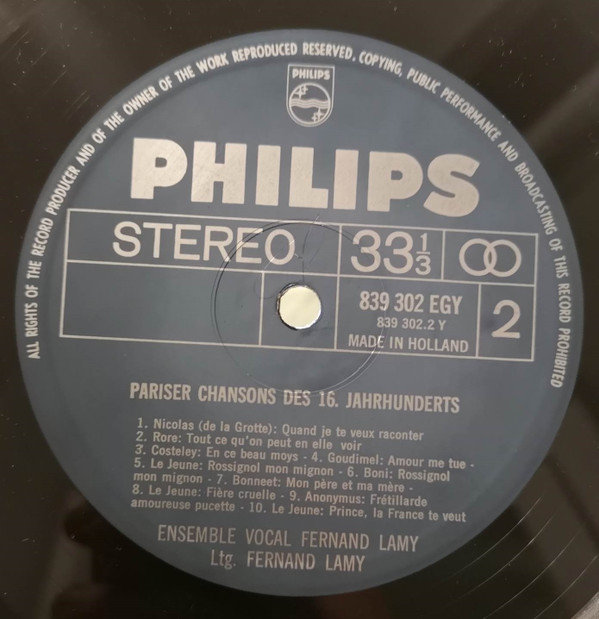 ALL RIGHTS OF THE RECORD PRODUCER AND OF THE OWNER OF THE WORK REPRODUCED RESERVED. COPYING, PUBLIC PERFORMANCE AND BROADCASTING OF THIS RECORD PROHIBITED
PHILIPS
PHILIPS
STEREO 33 1/3
839 302 EGY
839 302.2 Y
MADE IN HOLLAND
2
PARISER CHANSONS DES 16. JAHRHUNDERTS
1. Nicolas (de la Grotte): Quand je te veux raconter
2. Rore: Tout ce qu'on peut en elle voir
3. Costeley: En ce beau moys - 4. Goudimel: Amour me tue -
5. Le Jeune: Rossignol mon mignon - 6. Boni: Rossignol
mon mignon - 7. Bonneet: Mon père et ma mère -
8. Le Jeune: Fière cruelle - 9. Anonymus: Frétillarde
amoureuse pucette - 10. Le Jeune: Prince, la France te veut
ENSEMBLE VOCAL FERNAND LAMY
Ltg. FERNAND LAMY